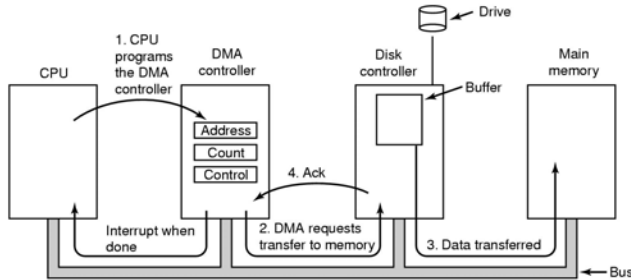 Drive
1. CPU
programs
the DMA
controller
CPU
DMA
controller
Disk
controller
Main
memory
Buffer
Address
Count
Control
4. Ack
Interrupt when
done
2. DMA requests
transfer to memory
3. Data transferred
Bus